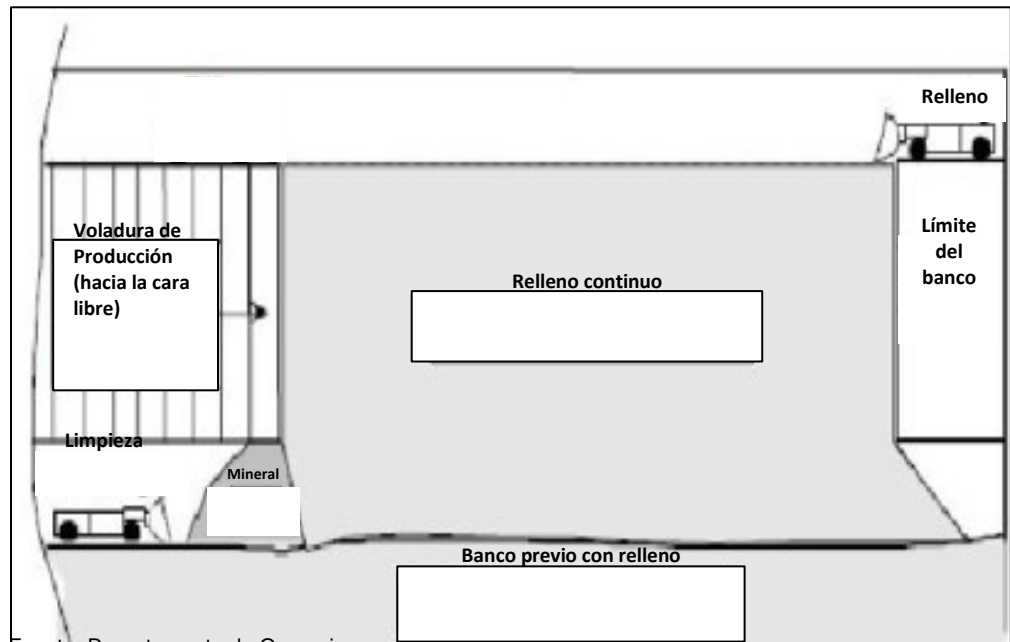 Relleno
Voladura de
Producción
(hacia la cara
libre)
Límite
del
banco
Relleno continuo
Limpieza
Mineral
Banco previo con relleno